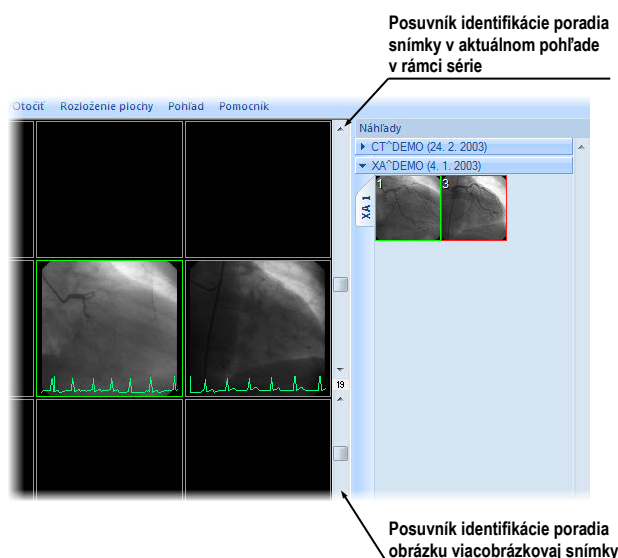 Posuvník identifikácie poradia
snímky v aktuálnom pohľade
v rámci série
Otočiť Rozloženie plochy Pohľad Pomocník
Náhľady
CT^DEMO (24. 2. 2003)
XA^DEMO (4. 1. 2003)
XA 1
1 3
19
Posuvník identifikácie poradia
obrázku viacobrázkovaj snímky